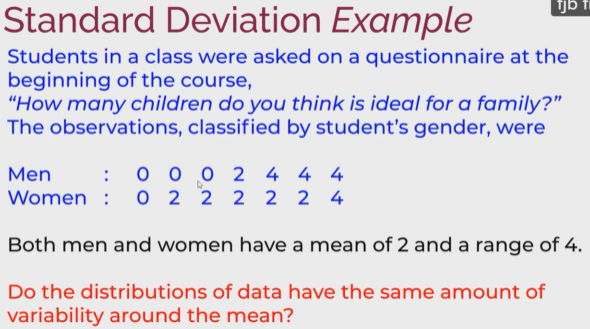 Standard Deviation Example
Students in a class were asked on a questionnaire at the
beginning of the course,
“How many children do you think is ideal for a family?”
The observations, classified by student’s gender, were
Men : 0 0 0 2 4 4 4
Women : 0 2 2 2 2 2 4
Both men and women have a mean of 2 and a range of 4.
Do the distributions of data have the same amount of
variability around the mean?